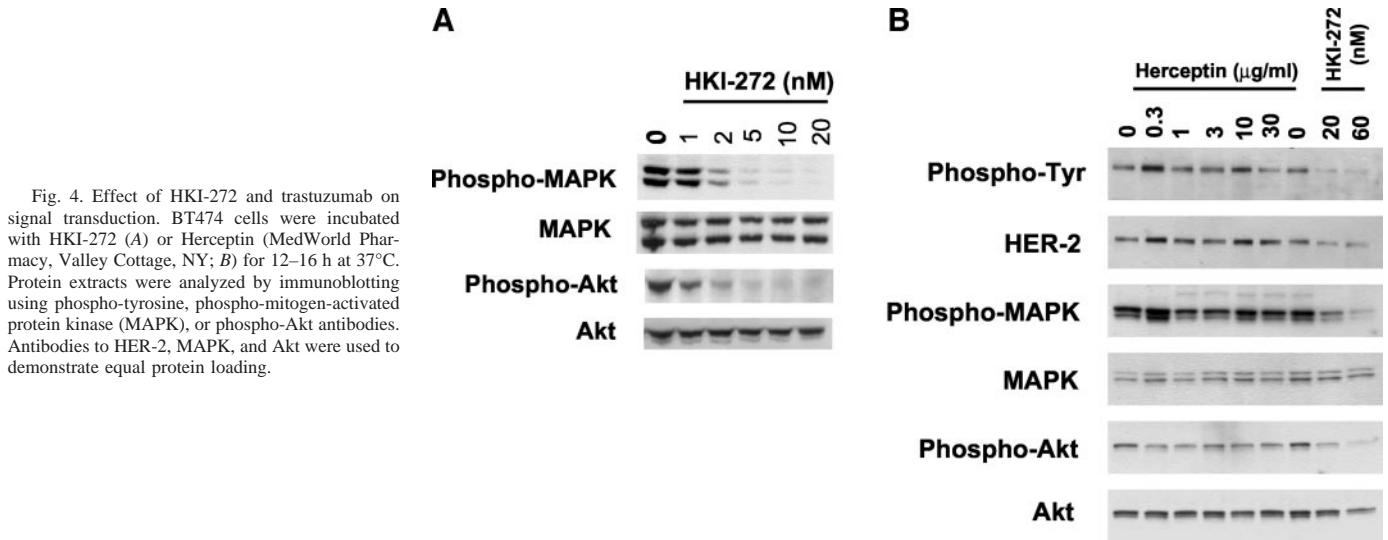 Fig. 4. Effect of HKI-272 and trastuzumab on
signal transduction. BT474 cells were incubated
with HKI-272 (A) or Herceptin (MedWorld Phar-
macy, Valley Cottage, NY; B) for 12–16 h at 37°C.
Protein extracts were analyzed by immunoblotting
using phospho-tyrosine, phospho-mitogen-activated
protein kinase (MAPK), or phospho-Akt antibodies.
Antibodies to HER-2, MAPK, and Akt were used to
demonstrate equal protein loading.
A
HKI-272 (nM)
0 1 2 5 10 20
Phospho-MAPK
MAPK
Phospho-Akt
Akt
B
Herceptin (μg/ml)
HKI-272
(nM)
0 0.3 1 3 10 30 0 20 60
Phospho-Tyr
HER-2
Phospho-MAPK
MAPK
Phospho-Akt
Akt